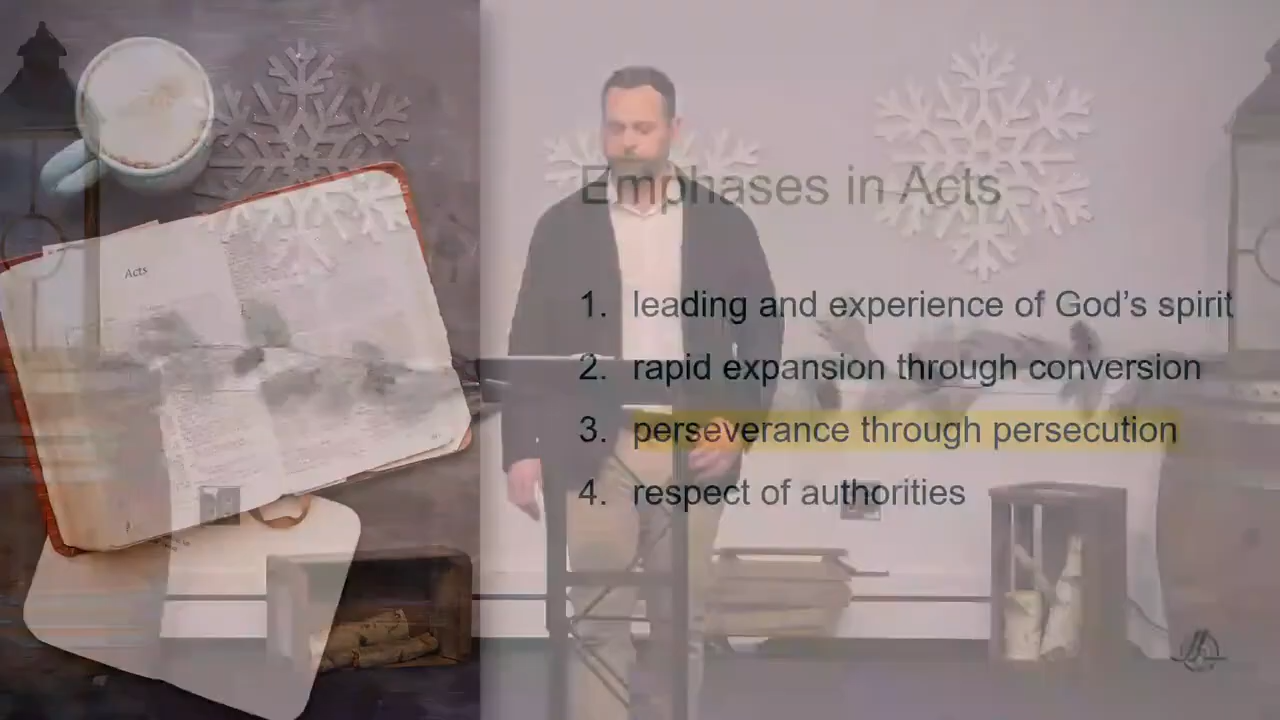 Acts
Emphases in Acts
1. leading and experience of God's spirit
2. rapid expansion through conversion
3. perseverance through persecution
4. respect of authorities